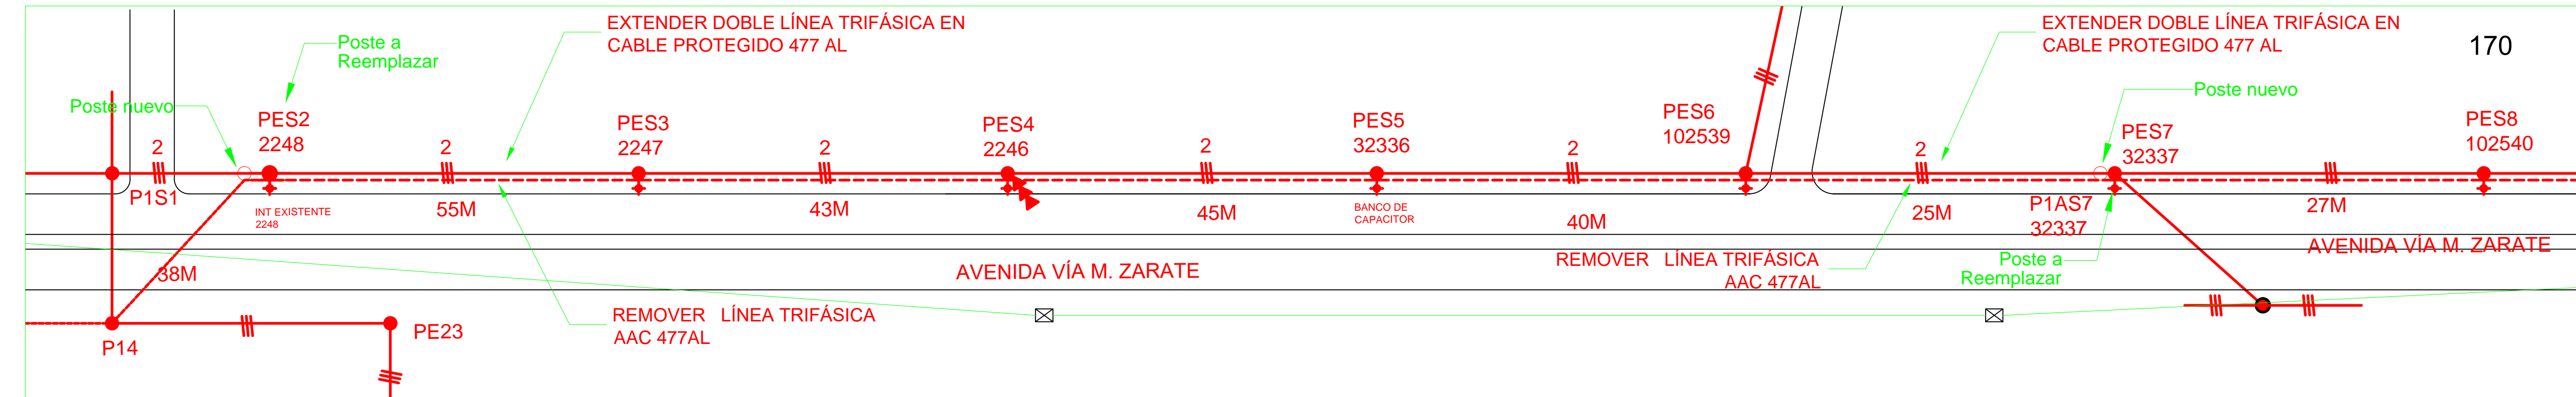 EXTENDER DOBLE LÍNEA TRIFÁSICA EN
CABLE PROTEGIDO 477 AL
EXTENDER DOBLE LÍNEA TRIFÁSICA EN
CABLE PROTEGIDO 477 AL
170
Poste a
Reemplazar
Poste nuevo
Poste nuevo
PES2
2248
PES3
2247
PES4
2246
PES5
32336
PES6
102539
PES7
32337
PES8
102540
2
2
2
2
2
2
P1S1
INT EXISTENTE
2248
55M
43M
45M
BANCO DE
CAPACITOR
40M
25M
P1AS7
32337
27M
38M
AVENIDA VÍA M. ZARATE
REMOVER LÍNEA TRIFÁSICA
AAC 477AL
Poste a
Reemplazar
AVENIDA VÍA M. ZARATE
REMOVER LÍNEA TRIFÁSICA
AAC 477AL
P14
PE23